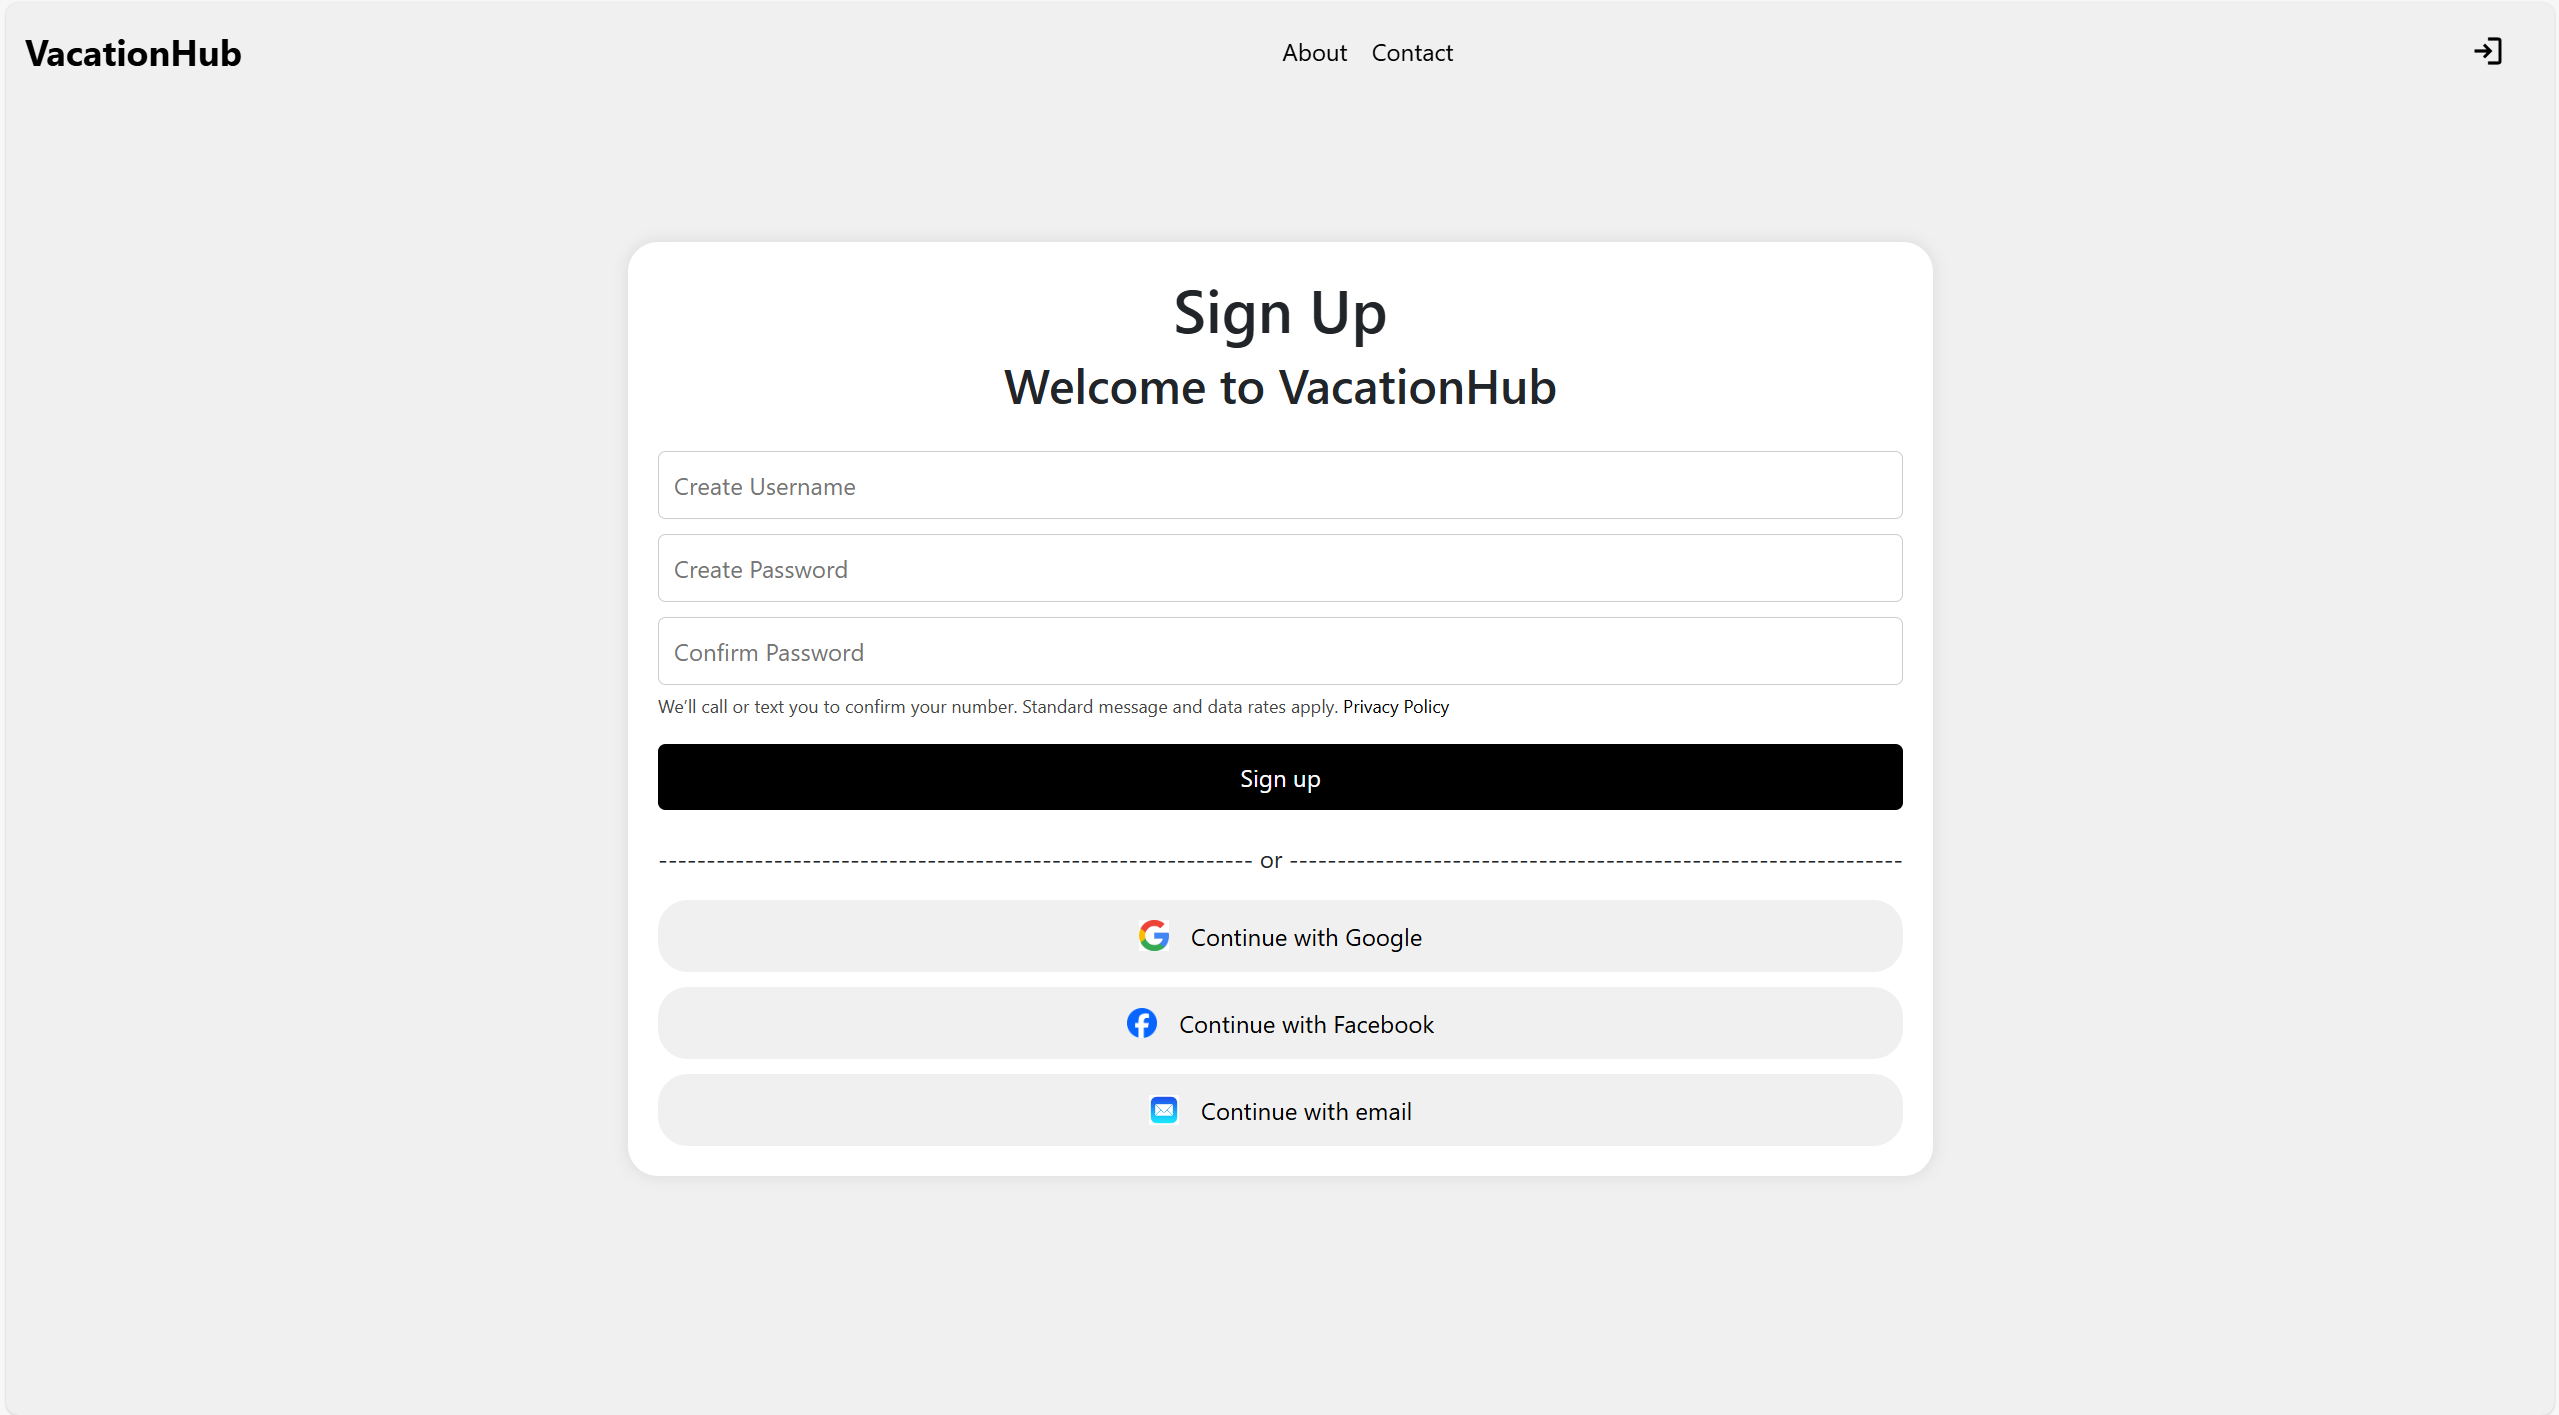 VacationHub
About Contact
Sign Up
Welcome to VacationHub
Create Username
Create Password
Confirm Password
We'll call or text you to confirm your number. Standard message and data rates apply. Privacy Policy
Sign up
-------------------------------------------------------------- or ----------------------------------------------------------------
Continue with Google
Continue with Facebook
Continue with email